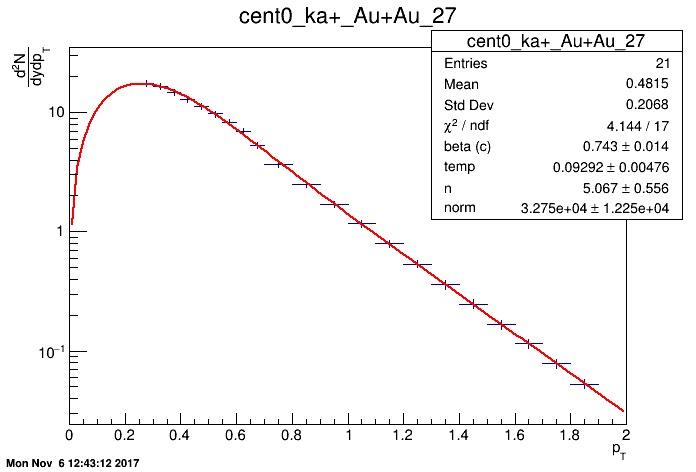 cent0_ka+_Au+Au_27
cent0_ka+_Au+Au_27
Entries 21
Mean 0.4815
Std Dev 0.2068
χ² / ndf 4.144 / 17
beta (c) 0.743 ± 0.014
temp 0.09292 ± 0.00476
n 5.067 ± 0.556
norm 3.275e+04 ± 1.225e+04
d²N
dydp_T
10
1
10⁻¹
0 0.2 0.4 0.6 0.8 1 1.2 1.4 1.6 1.8 2
p_T
Mon Nov 6 12:43:12 2017